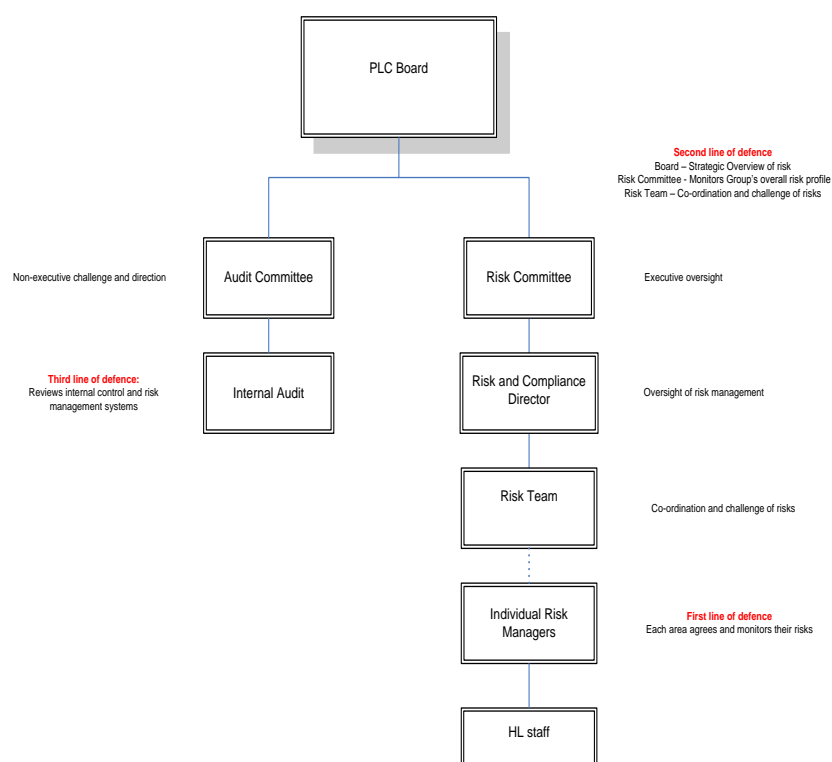 PLC Board
Second line of defence
Board – Strategic Overview of risk
Risk Committee - Monitors Group's overall risk profile
Risk Team – Co-ordination and challenge of risks
Non-executive challenge and direction
Audit Committee
Risk Committee
Executive oversight
Third line of defence:
Reviews internal control and risk
management systems
Internal Audit
Risk and Compliance
Director
Oversight of risk management
Risk Team
Co-ordination and challenge of risks
Individual Risk
Managers
First line of defence
Each area agrees and monitors their risks
HL staff